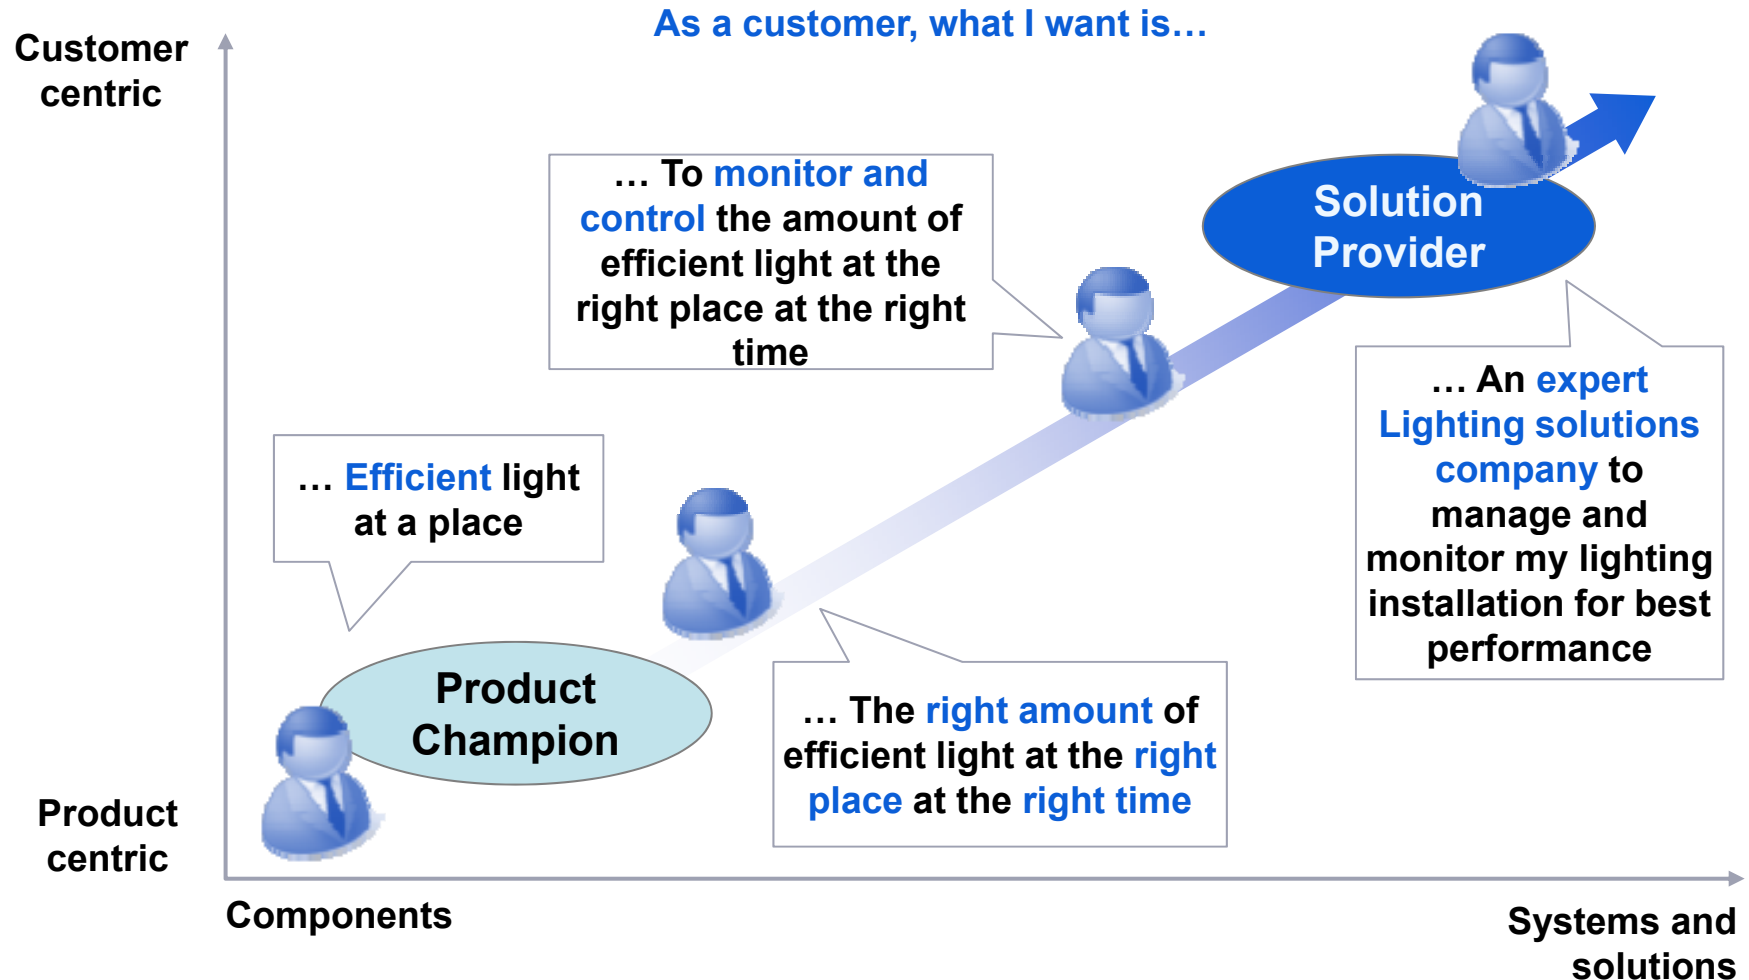 As a customer, what I want is…
Customer
centric
… To monitor and
control the amount of
efficient light at the
right place at the right
time
Solution
Provider
… An expert
Lighting solutions
company to
manage and
monitor my lighting
installation for best
performance
… Efficient light
at a place
Product
Champion
… The right amount of
efficient light at the right
place at the right time
Product
centric
Components
Systems and
solutions